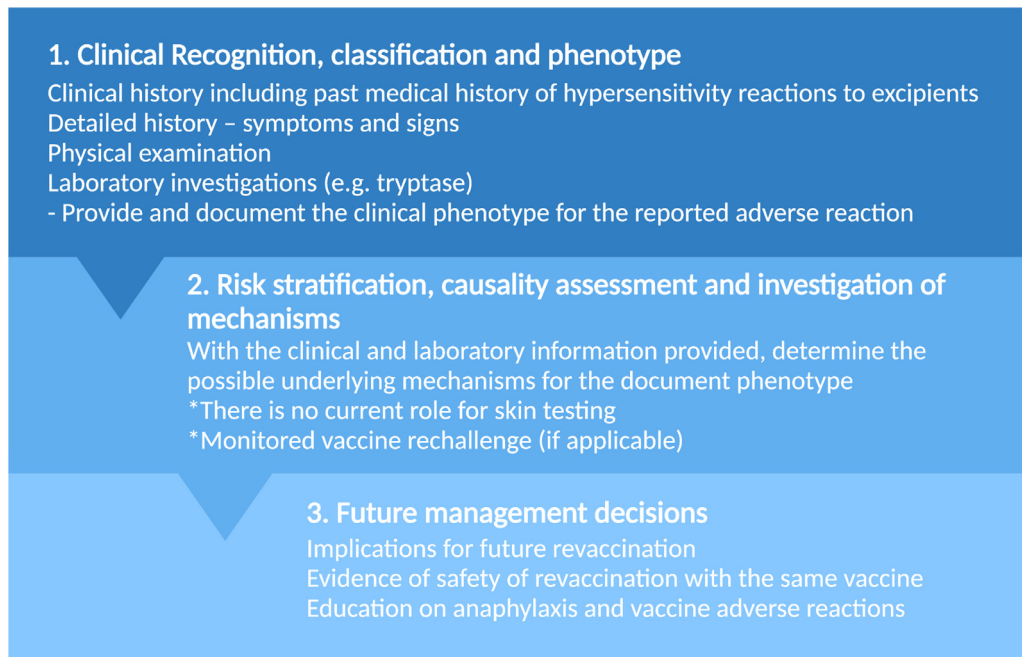 1. Clinical Recognition, classification and phenotype
Clinical history including past medical history of hypersensitivity reactions to excipients
Detailed history – symptoms and signs
Physical examination
Laboratory investigations (e.g. tryptase)
- Provide and document the clinical phenotype for the reported adverse reaction
2. Risk stratification, causality assessment and investigation of
mechanisms
With the clinical and laboratory information provided, determine the
possible underlying mechanisms for the document phenotype
*There is no current role for skin testing
*Monitored vaccine rechallenge (if applicable)
3. Future management decisions
Implications for future revaccination
Evidence of safety of revaccination with the same vaccine
Education on anaphylaxis and vaccine adverse reactions